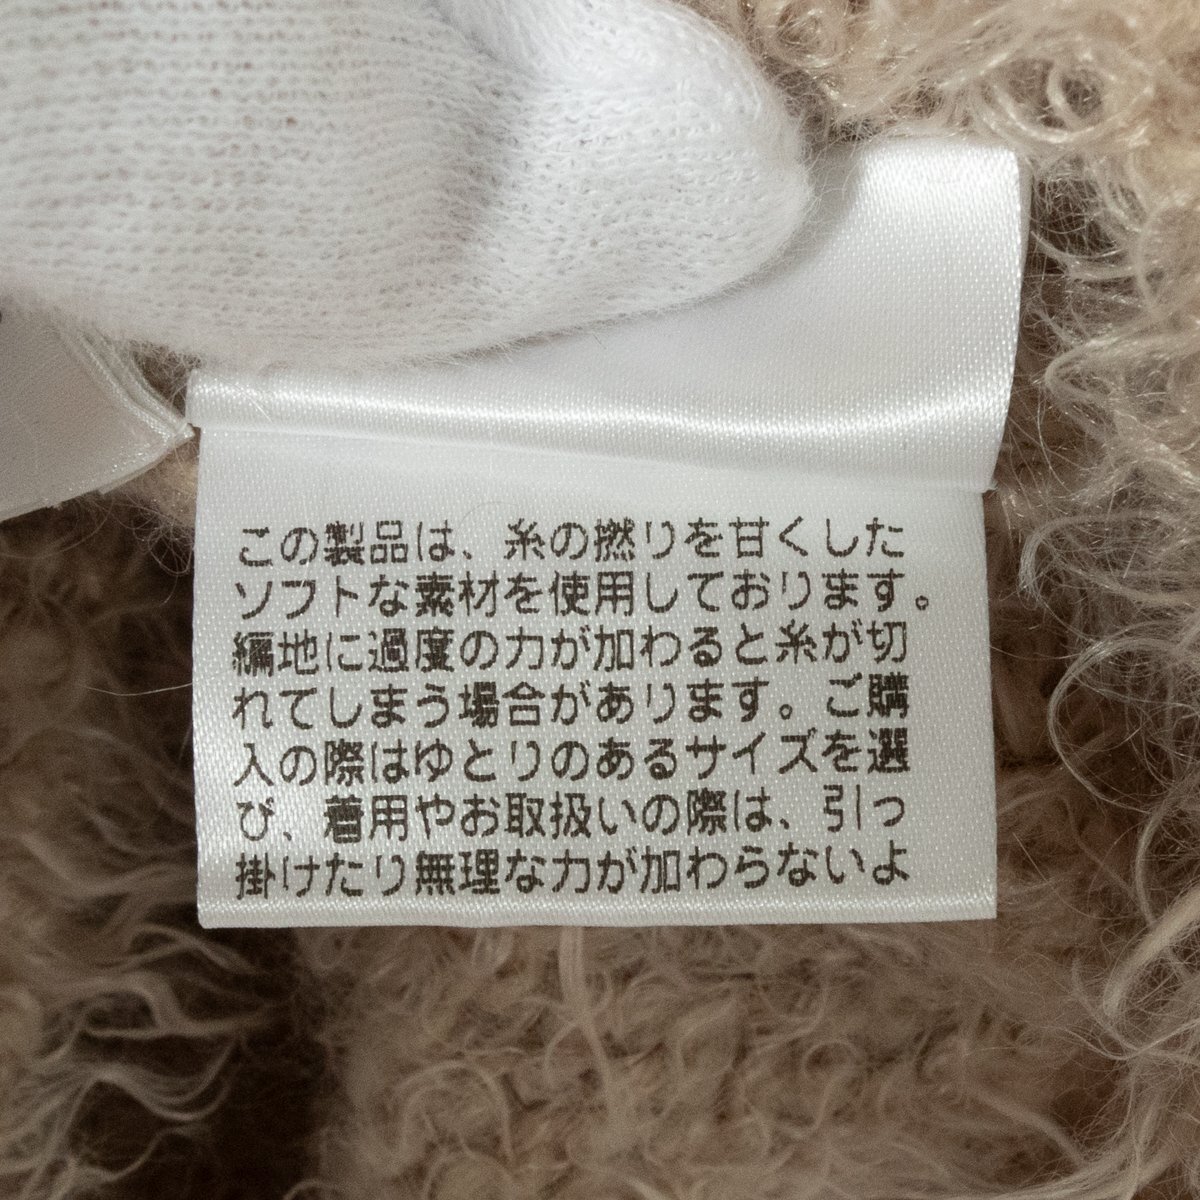 この製品は、糸の撚りを甘くした
ソフトな素材を使用しております。
編地に過度の力が加わると糸が切
れてしまう場合があります。ご購
入の際はゆとりのあるサイズを選
び、着用やお取扱いの際は、引っ
掛けたり無理な力が加わらないよ